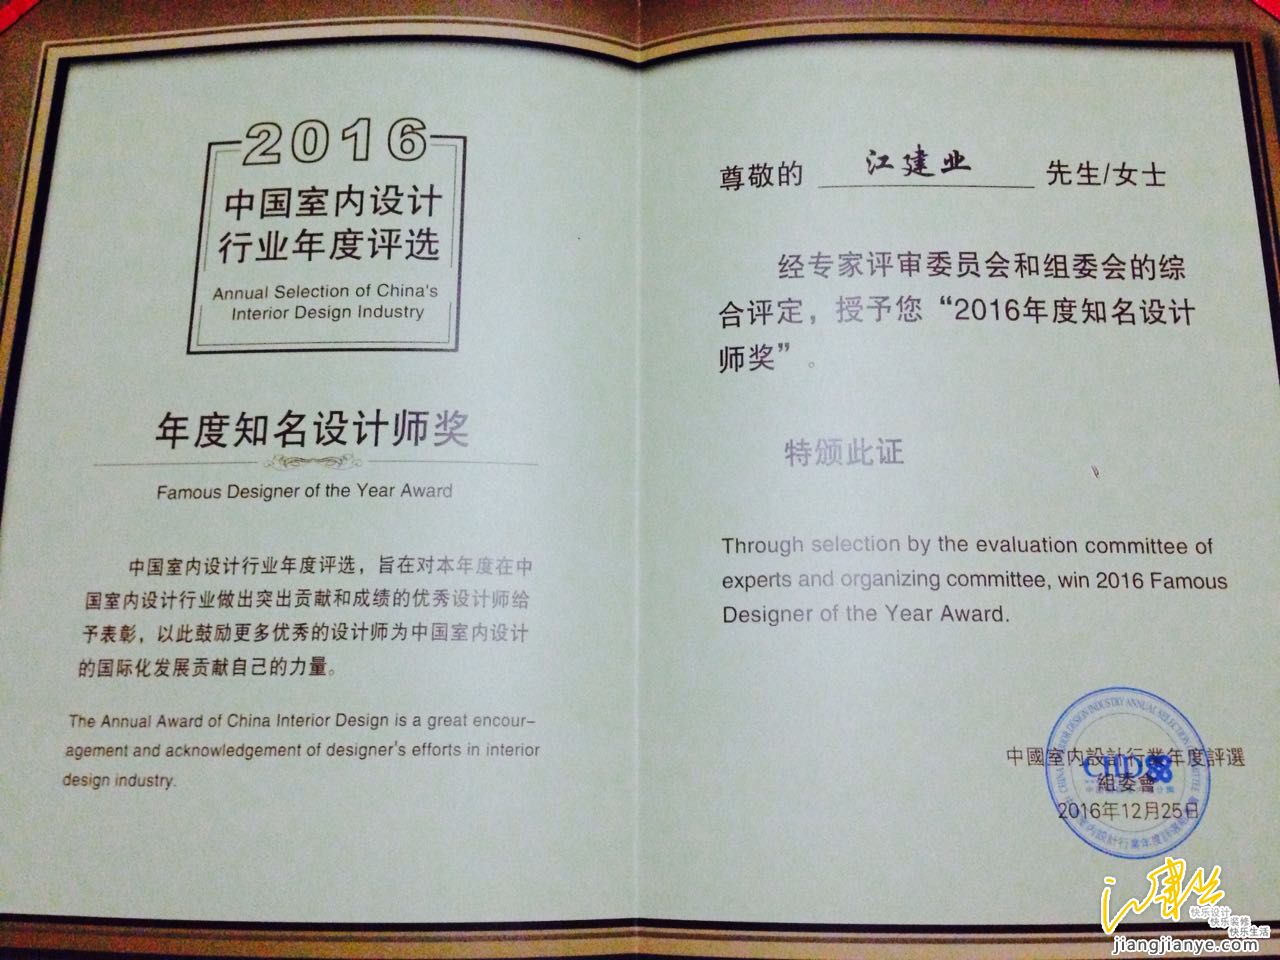 2016
中国室内设计
行业年度评选
Annual Selection of China's
Interior Design Industry
年度知名设计师奖
Famous Designer of the Year Award
中国室内设计行业年度评选，旨在对本年度在中
国室内设计行业做出突出贡献和成绩的优秀设计师给
予表彰，以此鼓励更多优秀的设计师为中国室内设计
的国际化发展贡献自己的力量。
The Annual Award of China Interior Design is a great encour-
agement and acknowledgement of designer's efforts in interior
design industry.
尊敬的 江建业 先生/女士
经专家评审委员会和组委会的综
合评定，授予您“2016年度知名设计
师奖”。
特颁此证
Through selection by the evaluation committee of
experts and organizing committee, win 2016 Famous
Designer of the Year Award.
中國室内設計行業年度評選
組委會
2016年12月25日
CIID
江建业
快乐设计
快乐装修
快乐生活
jiangjianye.com